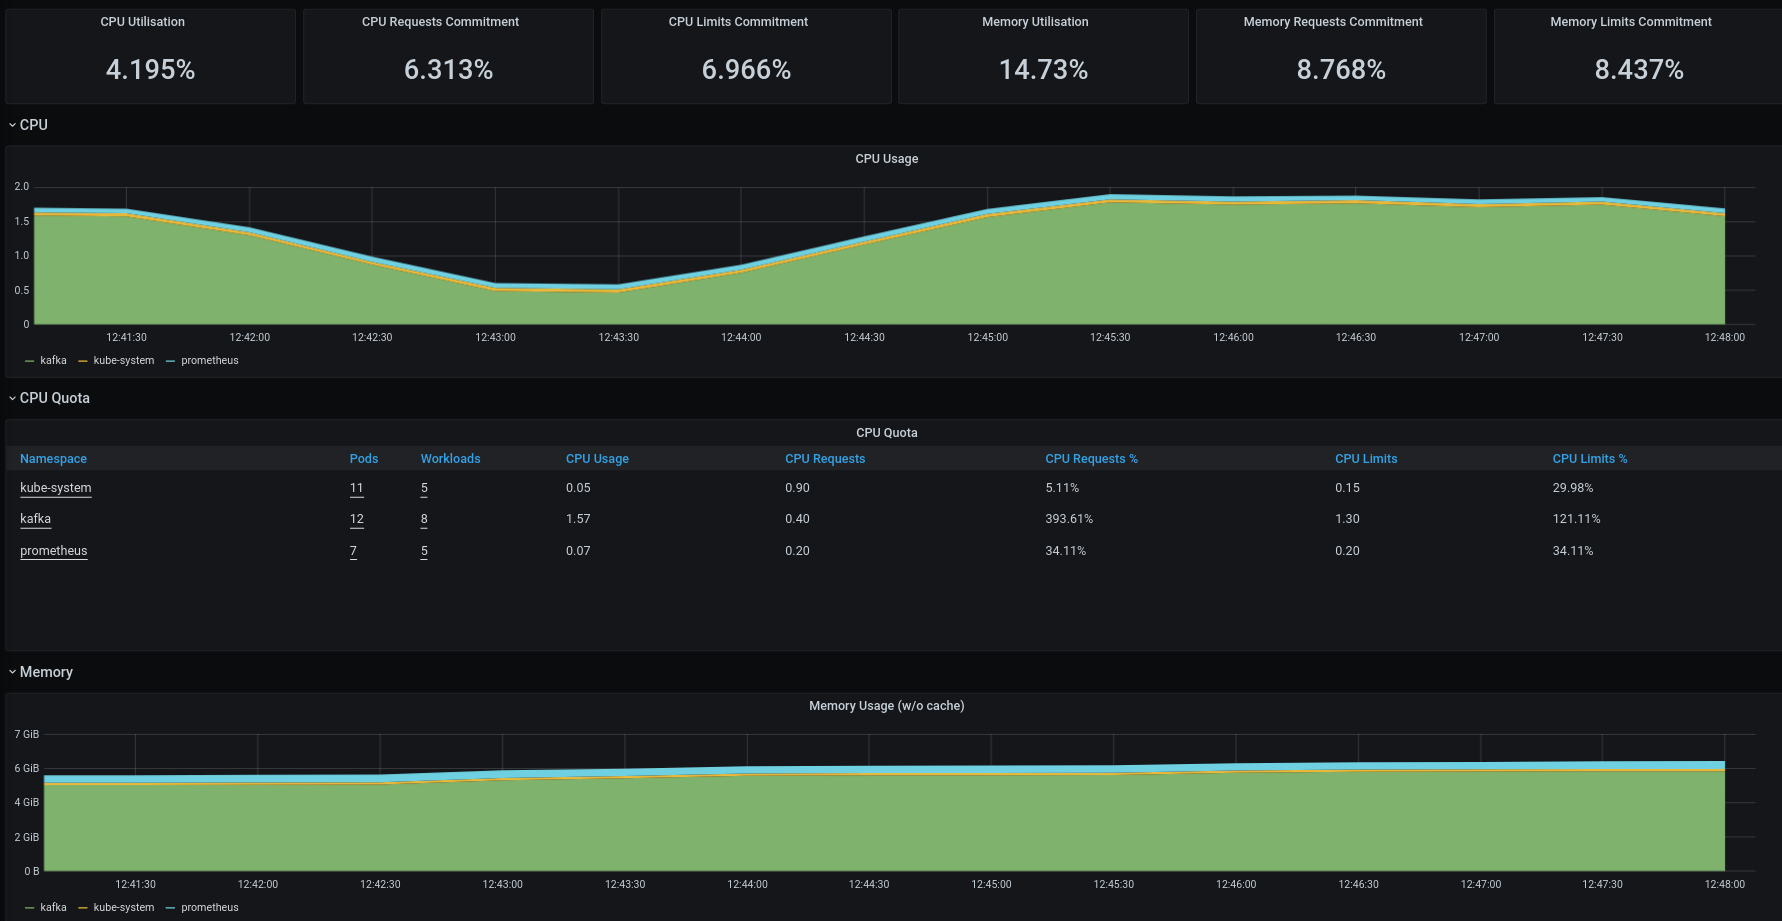 CPU Utilisation CPU Requests Commitment CPU Limits Commitment Memory Utilisation Memory Requests Commitment Memory Limits Commitment
4.195% 6.313% 6.966% 14.73% 8.768% 8.437%
CPU
CPU Usage
2.0
1.5
1.0
0.5
0
12:41:30 12:42:00 12:42:30 12:43:00 12:43:30 12:44:00 12:44:30 12:45:00 12:45:30 12:46:00 12:46:30 12:47:00 12:47:30 12:48:00
kafka kube-system prometheus
CPU Quota
CPU Quota
Namespace Pods Workloads CPU Usage CPU Requests CPU Requests % CPU Limits CPU Limits %
kube-system 11 5 0.05 0.90 5.11% 0.15 29.98%
kafka 12 8 1.57 0.40 393.61% 1.30 121.11%
prometheus 7 5 0.07 0.20 34.11% 0.20 34.11%
Memory
Memory Usage (w/o cache)
7 GiB
6 GiB
4 GiB
2 GiB
0 B
12:41:30 12:42:00 12:42:30 12:43:00 12:43:30 12:44:00 12:44:30 12:45:00 12:45:30 12:46:00 12:46:30 12:47:00 12:47:30 12:48:00
kafka kube-system prometheus